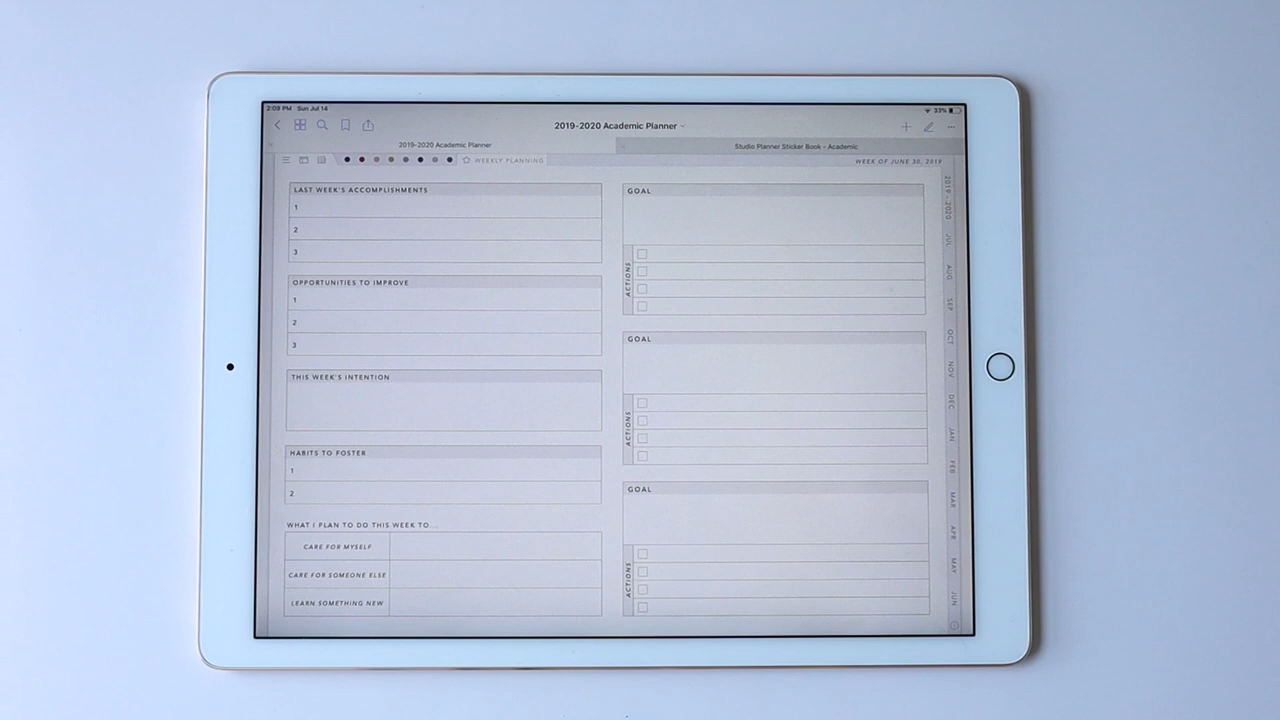 2:09 PM Sun Jul 14
33%
2019-2020 Academic Planner
2019-2020 Academic Planner
Studio Planner Sticker Book - Academic
WEEKLY PLANNING
WEEK OF JUNE 30, 2019
LAST WEEK'S ACCOMPLISHMENTS
1
2
3
OPPORTUNITIES TO IMPROVE
1
2
3
THIS WEEK'S INTENTION
HABITS TO FOSTER
1
2
WHAT I PLAN TO DO THIS WEEK TO...
CARE FOR MYSELF
CARE FOR SOMEONE ELSE
LEARN SOMETHING NEW
GOAL
ACTIONS
GOAL
ACTIONS
GOAL
ACTIONS
2019 - 2020
JUL
AUG
SEP
OCT
NOV
DEC
JAN
FEB
MAR
APR
MAY
JUN